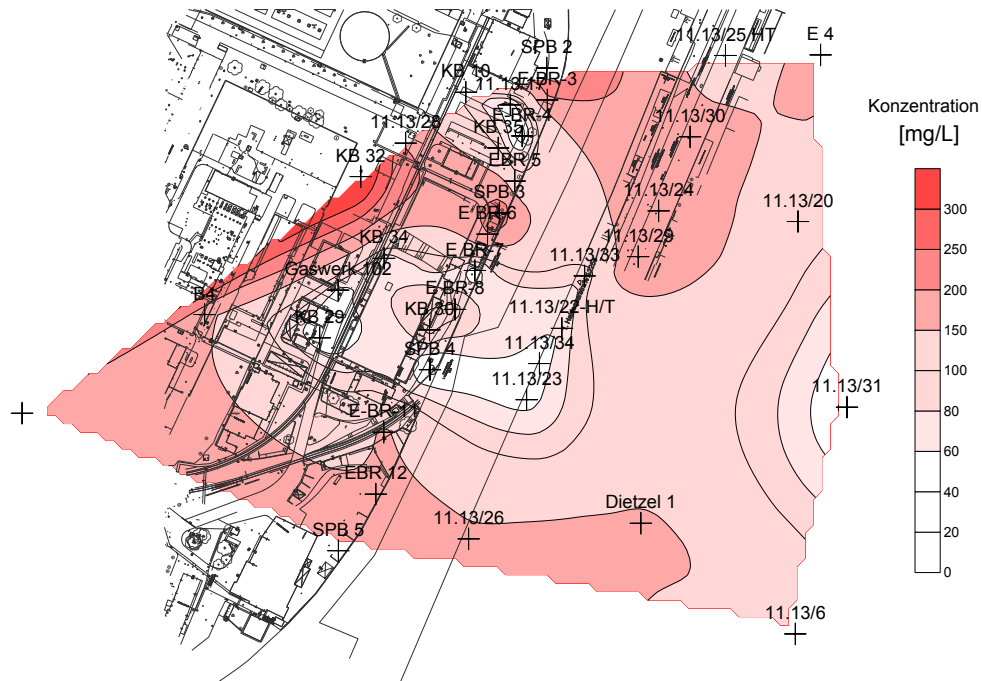 11.13/25 HT
E 4
SPB 2
KB 10
E-BR-3
11.13/17
E-BR-4
KB 35
11.13/28
11.13/30
EBR 5
KB 32
SPB 3
11.13/24
E BR-6
11.13/20
KB 34
E-BR-7
11.13/29
11.13/33
Gaswerk 102
E-BR-8
B4
KB 30
11.13/22-H/T
KB 29
11.13/34
SPB 4
11.13/23
11.13/31
E-BR-11
EBR 12
Dietzel 1
11.13/26
SPB 5
11.13/6
Konzentration
[mg/L]
300
250
200
150
100
80
60
40
20
0